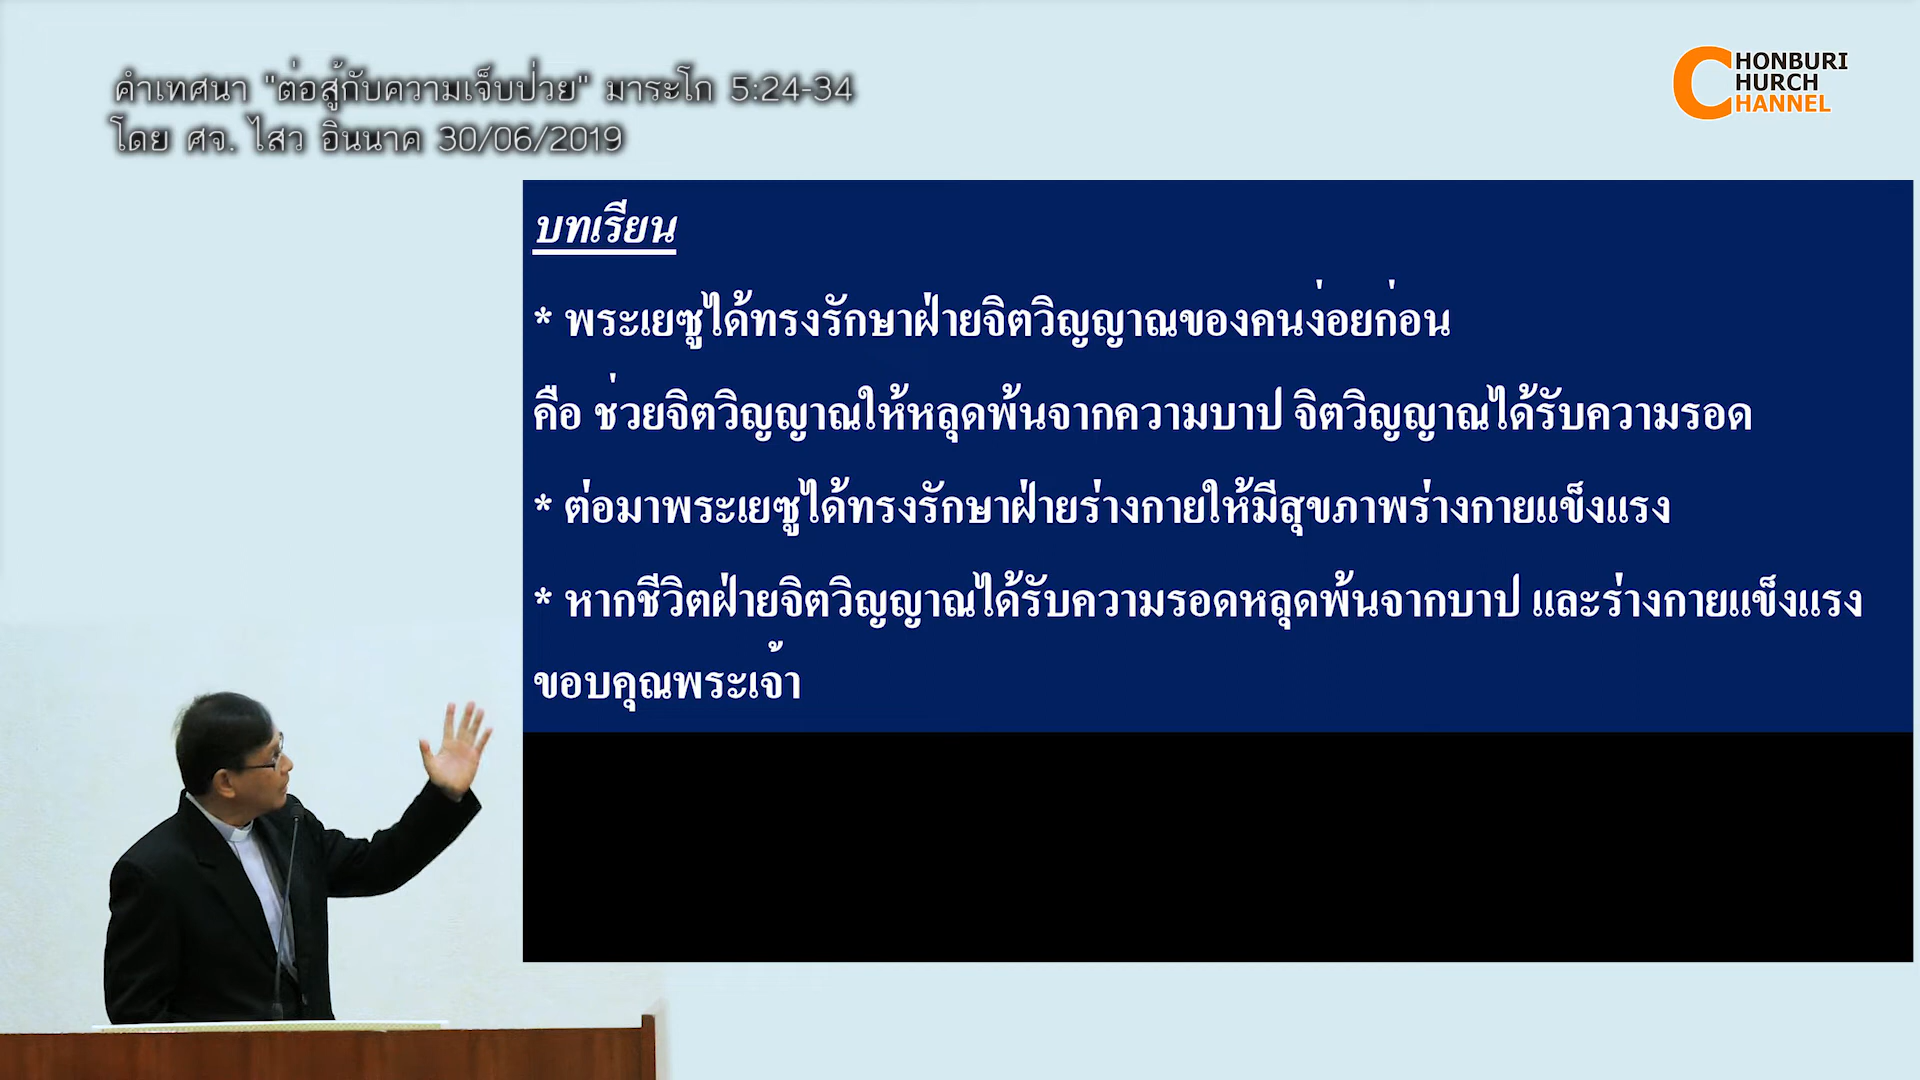 คำเทศนา "ต่อสู้กับความเจ็บป่วย" มาระโก 5:24-34
โดย ศจ. ไสว อินนาค 30/06/2019
CHONBURI
CHURCH
CHANNEL
บทเรียน
* พระเยซูได้ทรงรักษาฝ่ายจิตวิญญาณของคนง่อยก่อน
คือ ช่วยจิตวิญญาณให้หลุดพ้นจากความบาป จิตวิญญาณได้รับความรอด
* ต่อมาพระเยซูได้ทรงรักษาฝ่ายร่างกายให้มีสุขภาพร่างกายแข็งแรง
* หากชีวิตฝ่ายจิตวิญญาณได้รับความรอดหลุดพ้นจากบาป และร่างกายแข็งแรง
ขอบคุณพระเจ้า